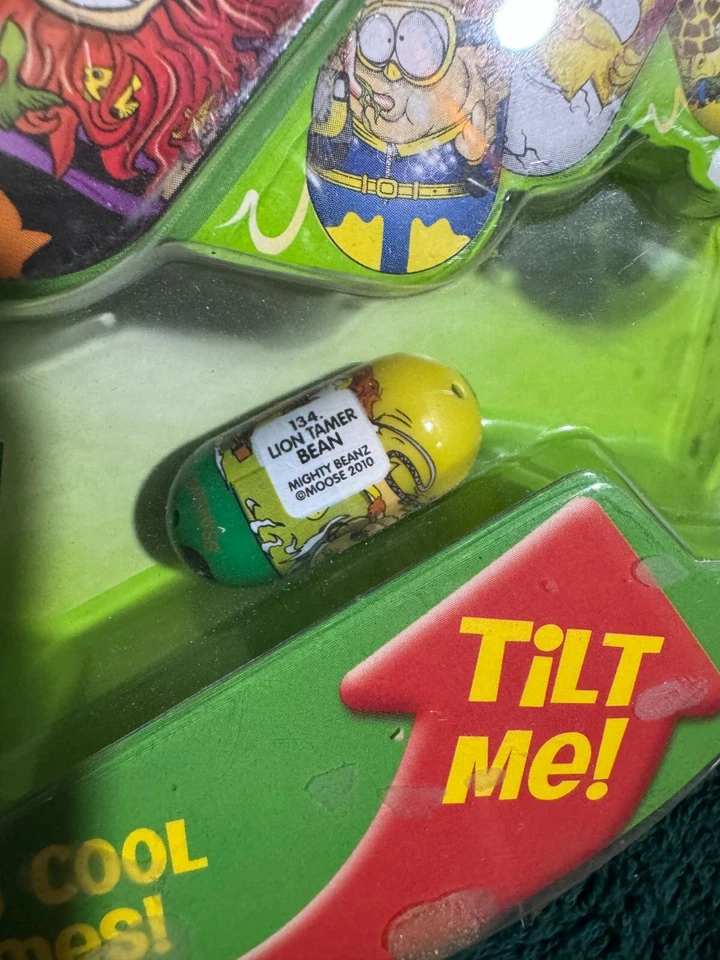 134.
LION TAMER
BEAN
MIGHTY BEANZ
©MOOSE 2010
TiLT
Me!
COOL